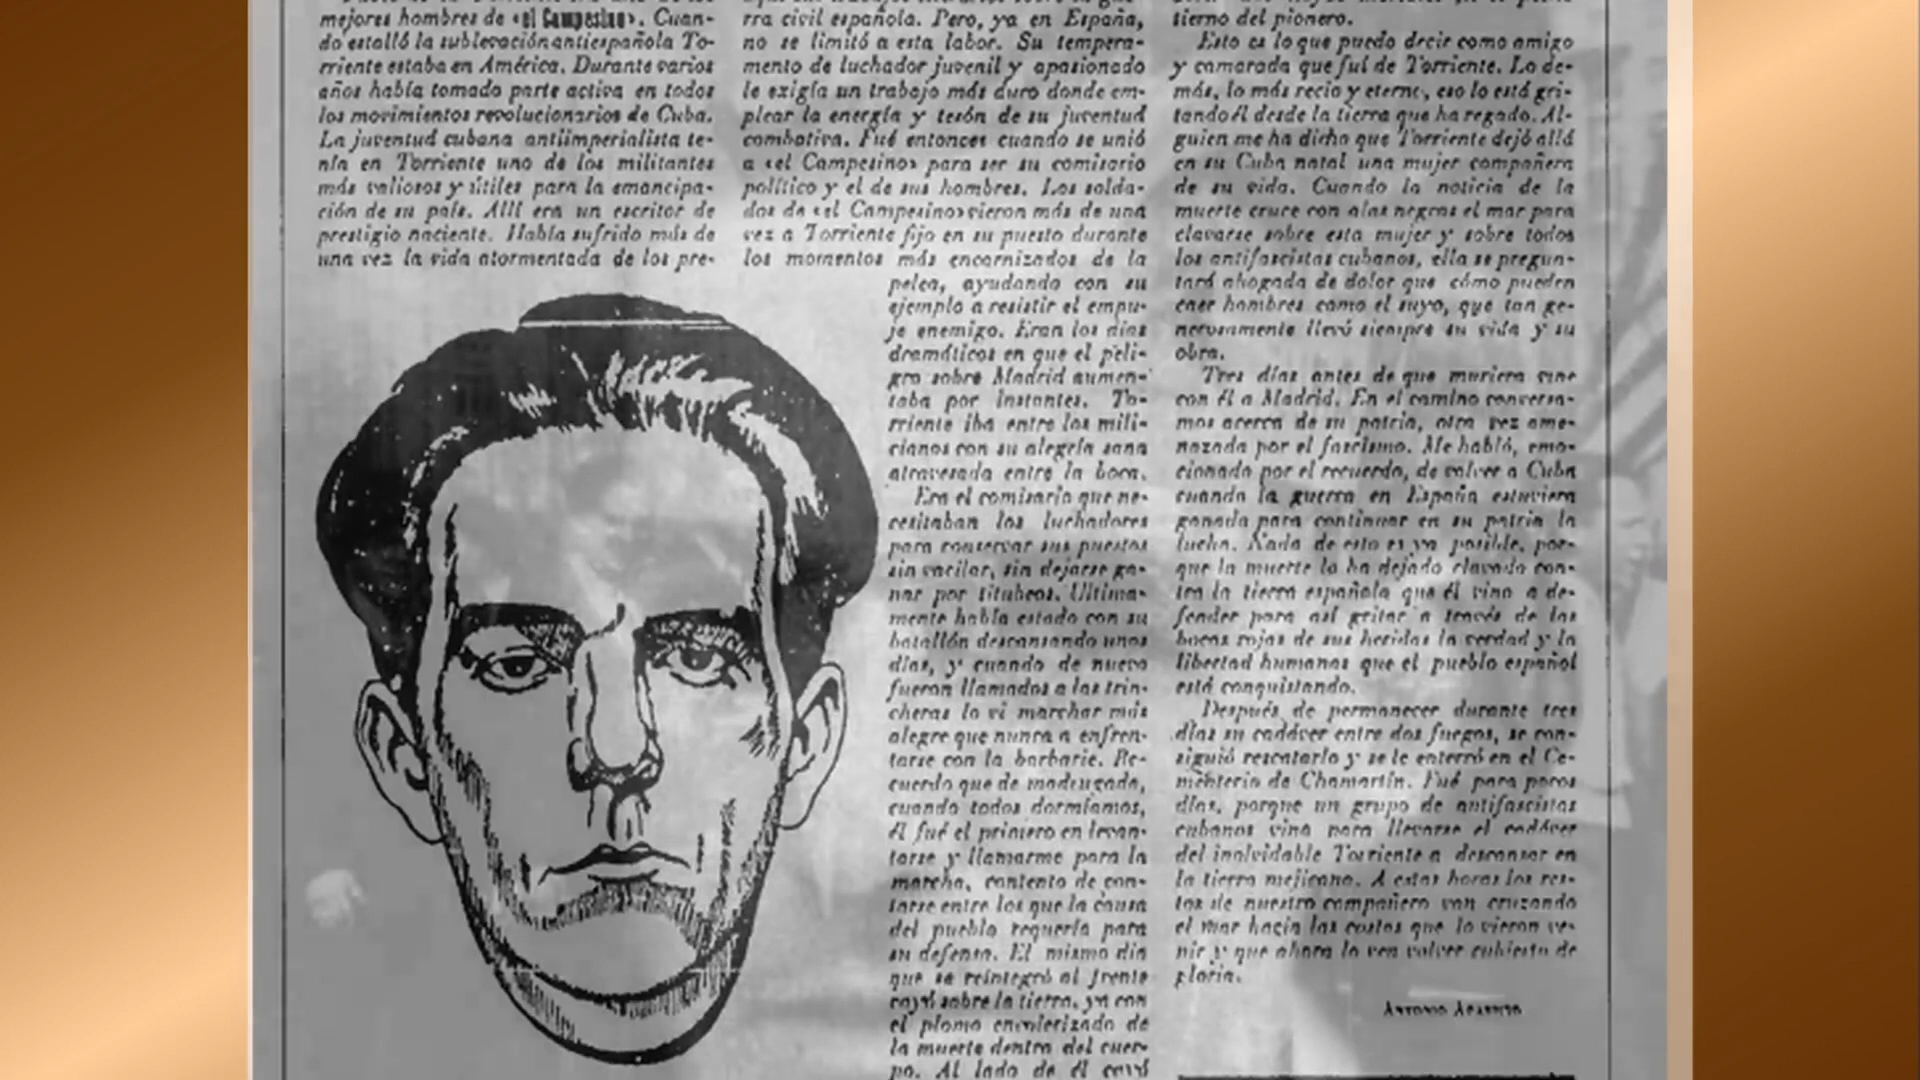 mejores hombres de «el Campesino». Cuan-
do estalló la sublevación antiespañola To-
rriente estaba en América. Durante varios
años había tomado parte activa en todos
los movimientos revolucionarios de Cuba.
La juventud cubana antiimperialista te-
nía en Torriente uno de los militantes
más valiosos y útiles para la emancipa-
ción de su país. Allí era un escritor de
prestigio naciente. Había sufrido más de
una vez la vida atormentada de los pre-
rra civil española. Pero, ya en España,
no se limitó a esta labor. Su tempera-
mento de luchador juvenil y apasionado
le exigía un trabajo más duro donde em-
plear la energía y tesón de su juventud
combativa. Fué entonces cuando se unió
a «el Campesino» para ser su comisario
político y el de sus hombres. Los solda-
dos de «el Campesino» vieron más de una
vez a Torriente fijo en su puesto durante
los momentos más encarnizados de la
pelea, ayudando con su
ejemplo a resistir el empu-
je enemigo. Eran los días
dramáticos en que el peli-
gro sobre Madrid aumen-
taba por instantes. To-
rriente iba entre los mili-
cianos con su alegría sana
atravesada entre la boca.
Era el comisario que ne-
cesitaban los luchadores
para conservar sus puestos
sin vacilar, sin dejarse ga-
nar por titubeos. Ultima-
mente había estado con su
batallón descansando unos
días, y cuando de nuevo
fueron llamados a las trin-
cheras lo vi marchar más
alegre que nunca a enfren-
tarse con la barbarie. Re-
cuerdo que de madrugada,
cuando todos dormíamos,
él fué el primero en levan-
tarse y llamarme para la
marcha, contento de con-
tarse entre los que la causa
del pueblo requería para
su defensa. El mismo día
que se reintegró al frente
cayó sobre la tierra, ya con
el plomo encolerizado de
la muerte dentro del cuer-
po. Al lado de él cayó
tierno del pionero.
Esto es lo que puedo decir como amigo
y camarada que fuí de Torriente. Lo de-
más, lo más recio y eterno, eso lo está gri-
tando él desde la tierra que ha regado. Al-
guien me ha dicho que Torriente dejó allá
en su Cuba natal una mujer compañera
de su vida. Cuando la noticia de la
muerte cruce con alas negras el mar para
clavarse sobre esta mujer y sobre todos
los antifascistas cubanos, ella se pregun-
tará ahogada de dolor que cómo pueden
caer hombres como el suyo, que tan ge-
nerosamente llevó siempre su vida y su
obra.
Tres días antes de que muriera vine
con él a Madrid. En el camino conversa-
mos acerca de su patria, otra vez ame-
nazada por el fascismo. Me habló, emo-
cionado por el recuerdo, de volver a Cuba
cuando la guerra en España estuviera
ganada para continuar en su patria la
lucha. Nada de esto es ya posible, por-
que la muerte lo ha dejado clavado con-
tra la tierra española que él vino a de-
fender para así gritar a través de las
bocas rojas de sus heridas la verdad y la
libertad humanas que el pueblo español
está conquistando.
Después de permanecer durante tres
días su cadáver entre dos fuegos, se con-
siguió rescatarlo y se le enterró en el Ce-
menterio de Chamartín. Fué para pocos
días, porque un grupo de antifascistas
cubanos vino para llevarse el cadáver
del inolvidable Torriente a descansar en
la tierra mejicana. A estas horas los res-
tos de nuestro compañero van cruzando
el mar hacia las costas que lo vieron ve-
nir y que ahora lo ven volver cubierto de
gloria.
Antonio Aparicio